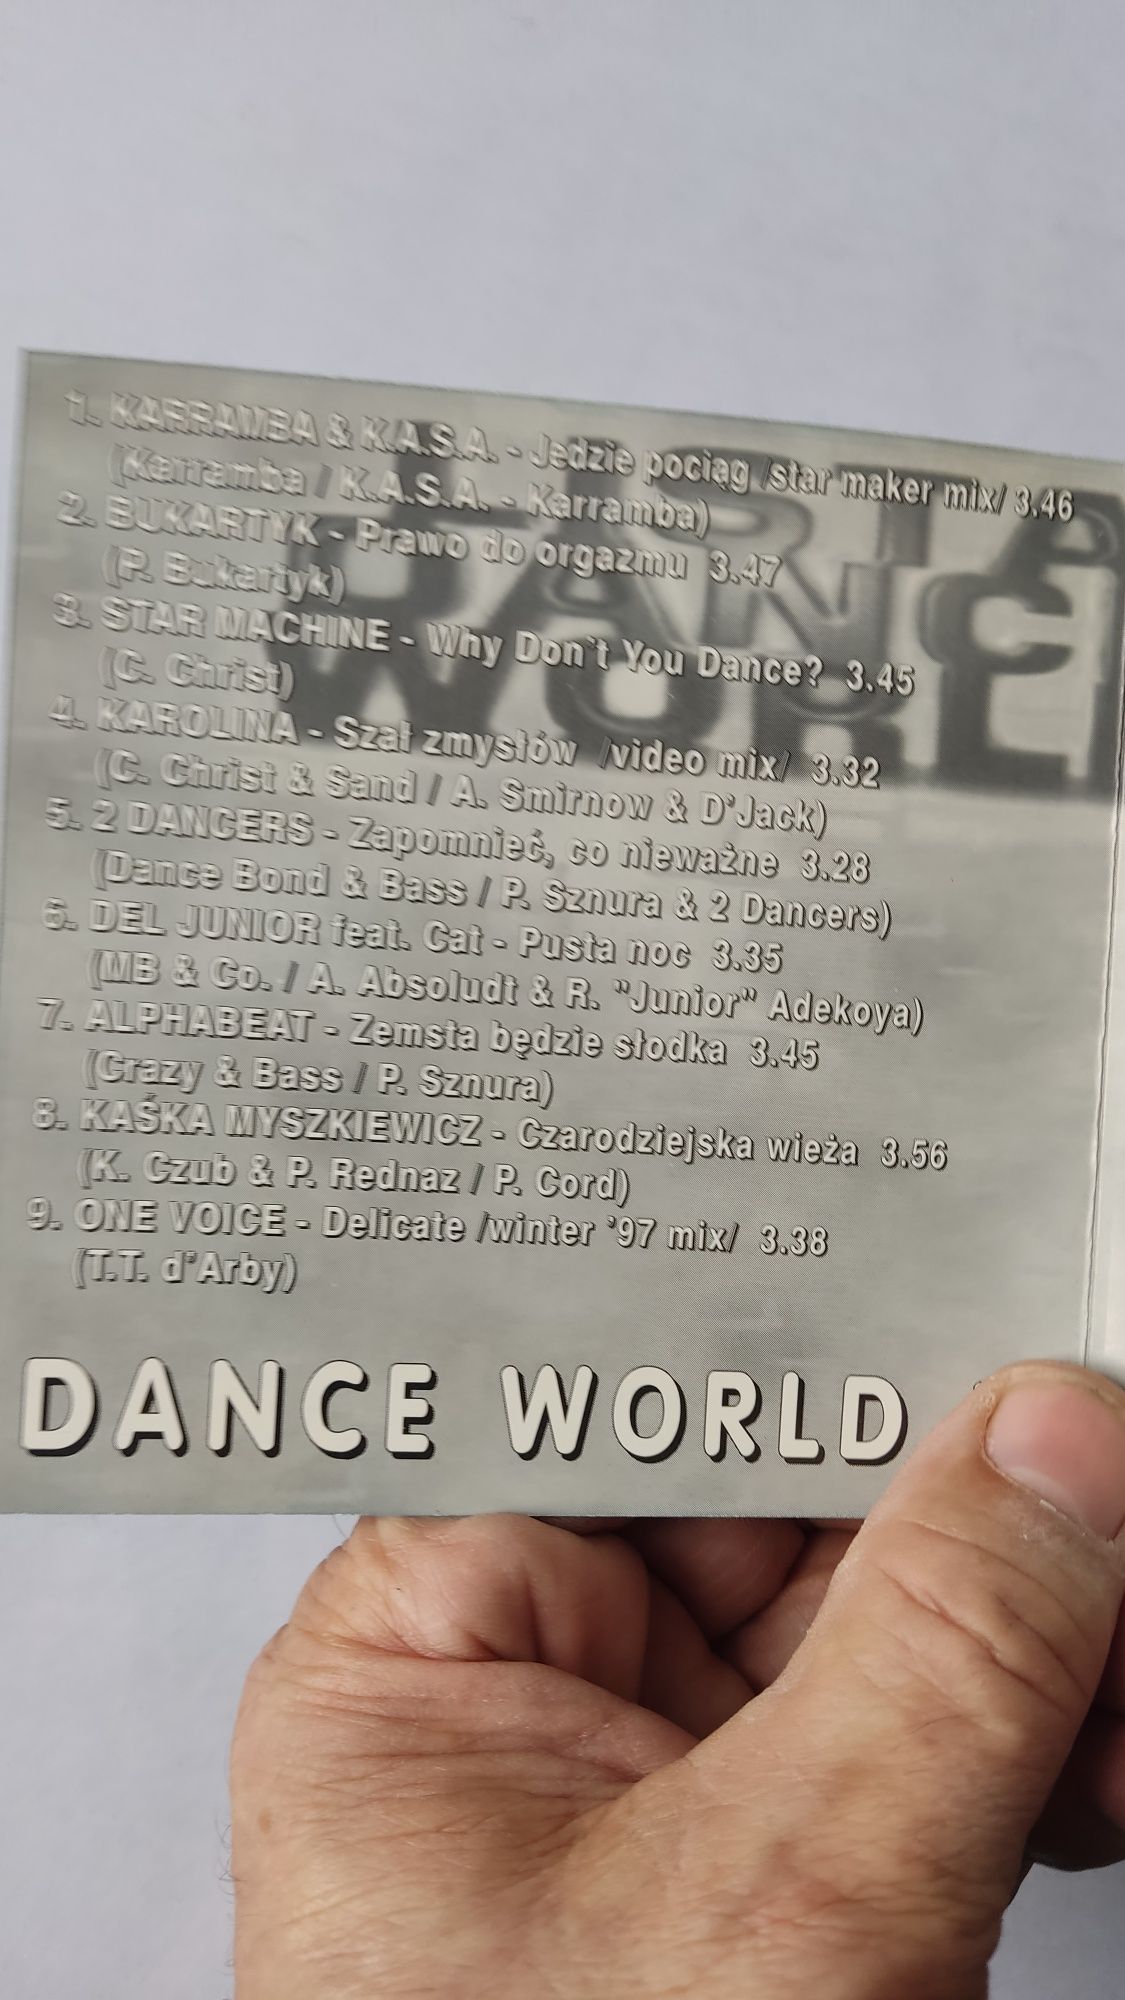 1. KARRAMBA & K.A.S.A. - Jedzie pociąg /star maker mix/ 3.46
(Karramba / K.A.S.A. - Karramba)
2. BUKARTYK - Prawo do orgazmu 3.47
(P. Bukartyk)
3. STAR MACHINE - Why Don't You Dance? 3.45
(C. Christ)
4. KAROLINA - Szał zmysłów /video mix/ 3.32
(C. Christ & Sand / A. Smirnow & D'Jack)
5. 2 DANCERS - Zapomnieć, co nieważne 3.28
(Dance Bond & Bass / P. Sznura & 2 Dancers)
6. DEL JUNIOR feat. Cat - Pusta noc 3.35
(MB & Co. / A. Absoludt & R. "Junior" Adekoya)
7. ALPHABEAT - Zemsta będzie słodka 3.45
(Crazy & Bass / P. Sznura)
8. KAŚKA MYSZKIEWICZ - Czarodziejska wieża 3.56
(K. Czub & P. Rednaz / P. Cord)
9. ONE VOICE - Delicate /winter '97 mix/ 3.38
(T.T. d'Arby)
DANCE WORLD